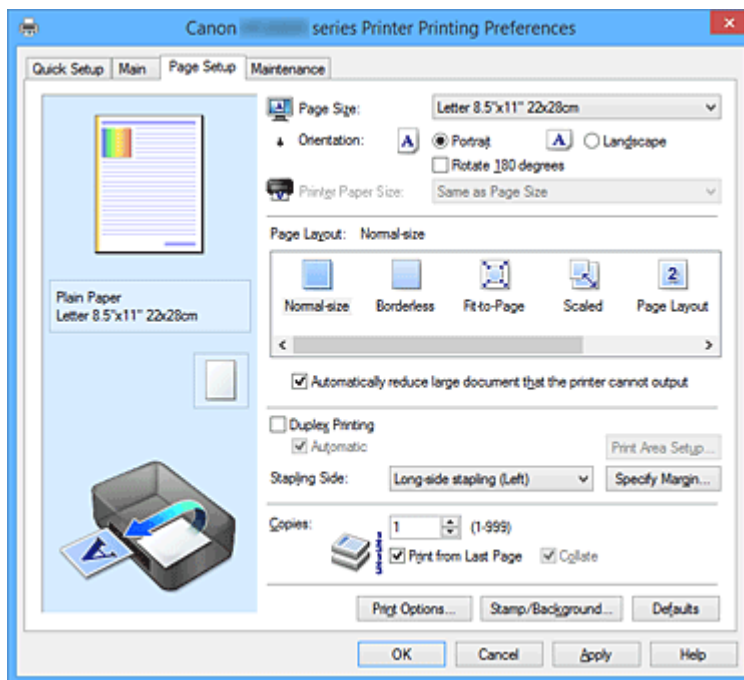 Canon series Printer Printing Preferences
Quick Setup Main Page Setup Maintenance
Page Size: Letter 8.5"x11" 22x28cm
Orientation: A Portrait A Landscape
Rotate 180 degrees
Printer Paper Size: Same as Page Size
Page Layout: Normal-size
2
Normal-size Borderless Fit-to-Page Scaled Page Layout
Plain Paper
Letter 8.5"x11" 22x28cm
Automatically reduce large document that the printer cannot output
Duplex Printing
Automatic Print Area Setup...
Stapling Side: Long-side stapling (Left) Specify Margin...
Copies: 1 (1-999)
Print from Last Page Collate
A
Print Options... Stamp/Background... Defaults
OK Cancel Apply Help